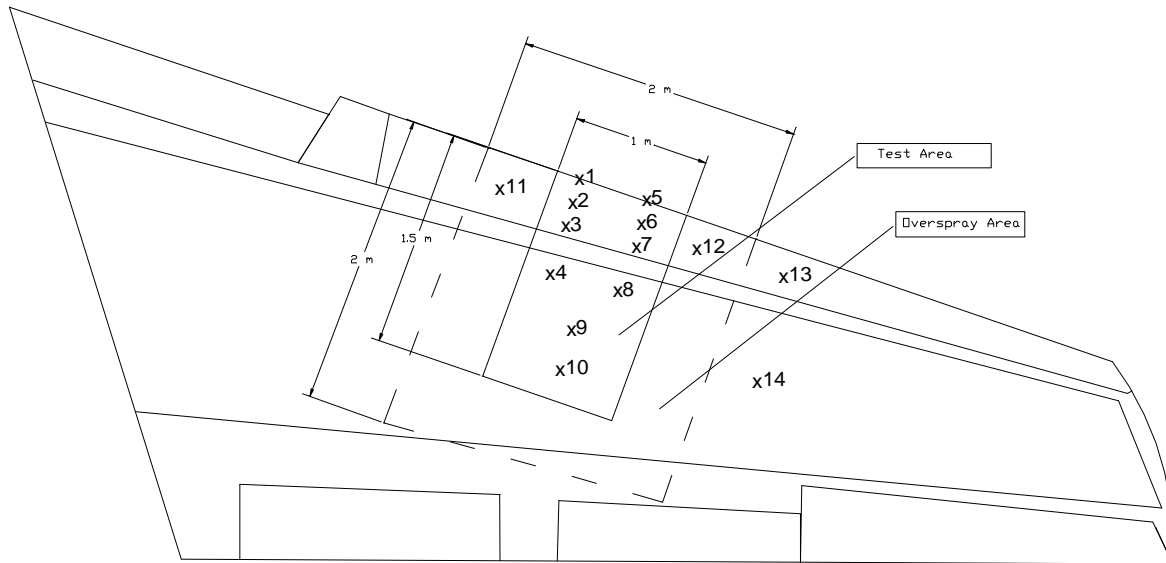 2 m
1 m
Test Area
x1
x11
x5
x2
Overspray Area
x6
x3
1.5 m
x7
x12
2 m
x4
x13
x8
x9
x10
x14